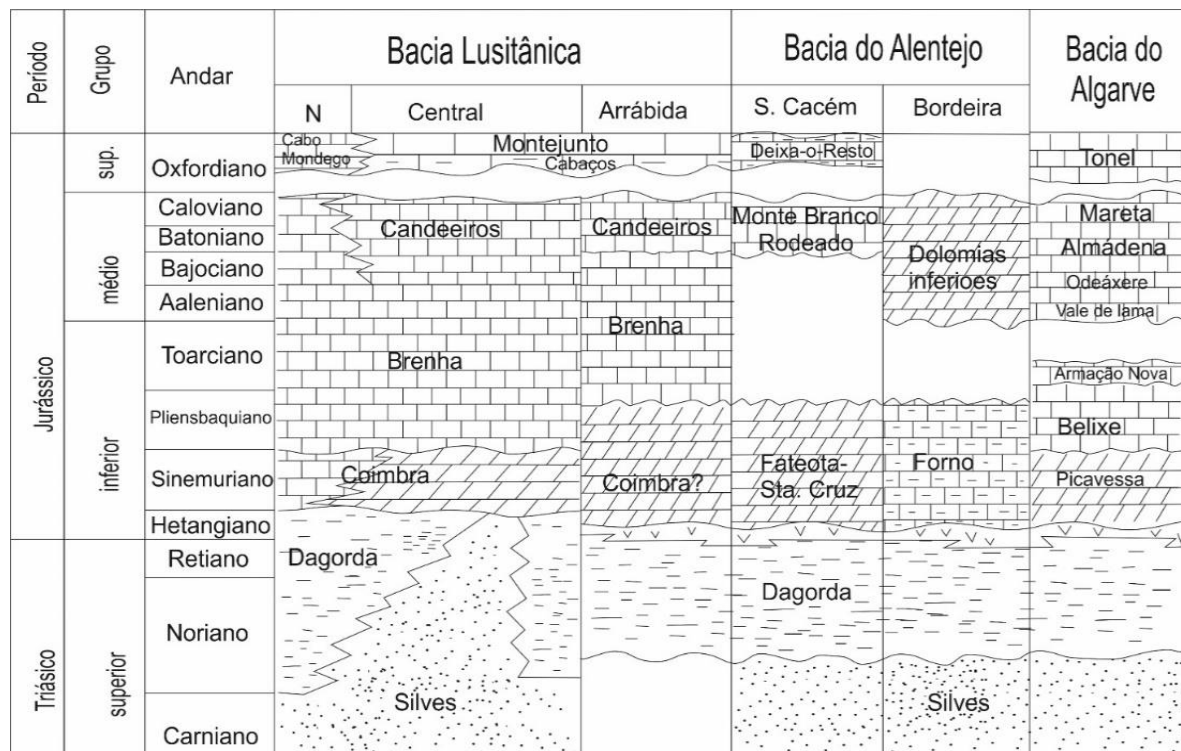 Período
Grupo
Andar
Bacia Lusitânica
Bacia do Alentejo
Bacia do
Algarve
N
Central
Arrábida
S. Cacém
Bordeira
Jurássico
Triásico
sup.
médio
inferior
superior
Oxfordiano
Caloviano
Batoniano
Bajociano
Aaleniano
Toarciano
Pliensbaquiano
Sinemuriano
Hetangiano
Retiano
Noriano
Carniano
Cabo
Mondego
Montejunto
Cabaços
Candeeiros
Brenha
Coimbra
Dagorda
Silves
Candeeiros
Brenha
Coimbra?
Deixa-o-Resto
Monte Branco
Rodeado
Fateota-
Sta. Cruz
Dagorda
Dolomias
inferioes
Forno
Silves
Tonel
Mareta
Almádena
Odeáxere
Vale de lama
Armação Nova
Belixe
Picavessa